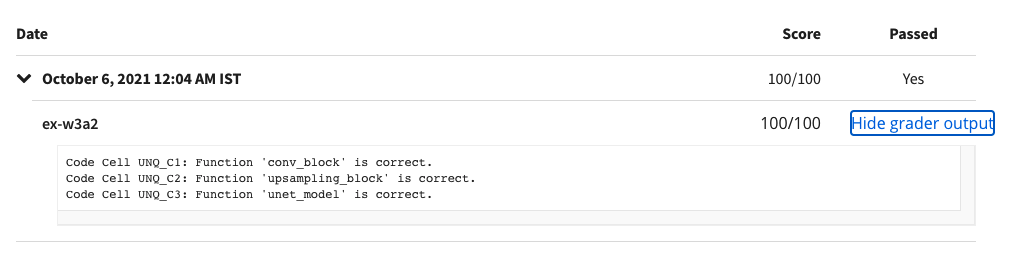 Date Score Passed
October 6, 2021 12:04 AM IST 100/100 Yes
ex-w3a2 100/100 Hide grader output
Code Cell UNQ_C1: Function 'conv_block' is correct.
Code Cell UNQ_C2: Function 'upsampling_block' is correct.
Code Cell UNQ_C3: Function 'unet_model' is correct.